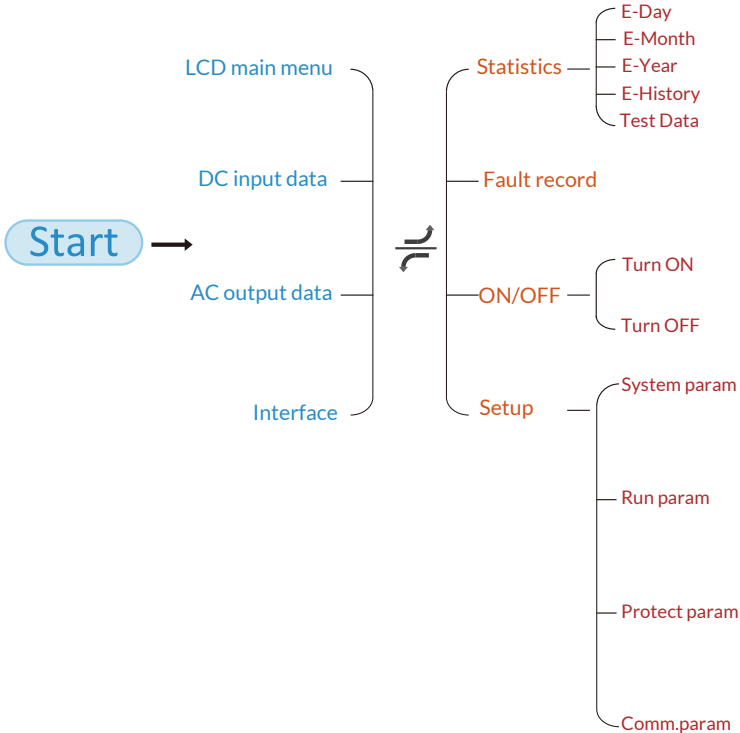 Start
LCD main menu
DC input data
AC output data
Interface
Statistics
E-Day
E-Month
E-Year
E-History
Test Data
Fault record
ON/OFF
Turn ON
Turn OFF
Setup
System param
Run param
Protect param
Comm.param